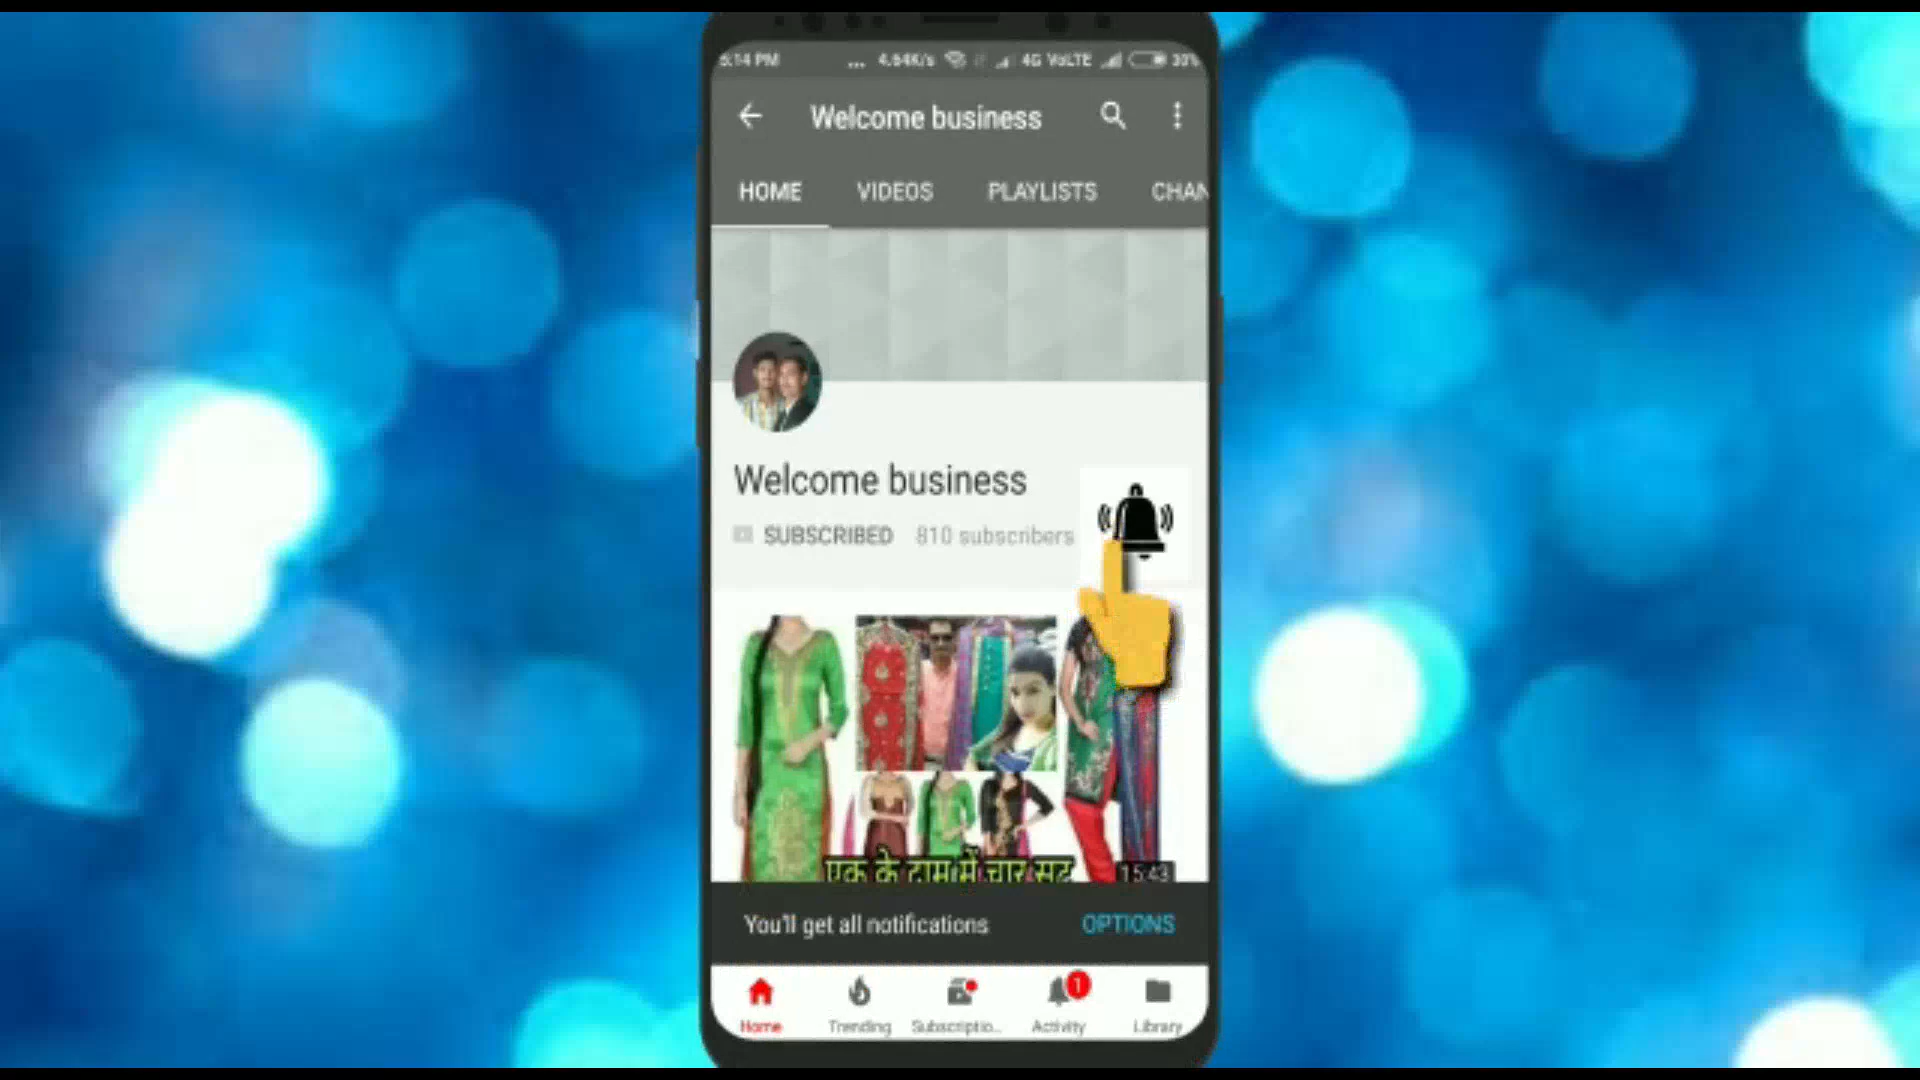 5:14 PM ... 4.64K/s 4G VoLTE 30%
Welcome business
HOME VIDEOS PLAYLISTS CHAN
Welcome business
SUBSCRIBED 810 subscribers
एक के दाम में चार सूट
15:43
You'll get all notifications OPTIONS
1
Home Trending Subscriptio... Activity Library